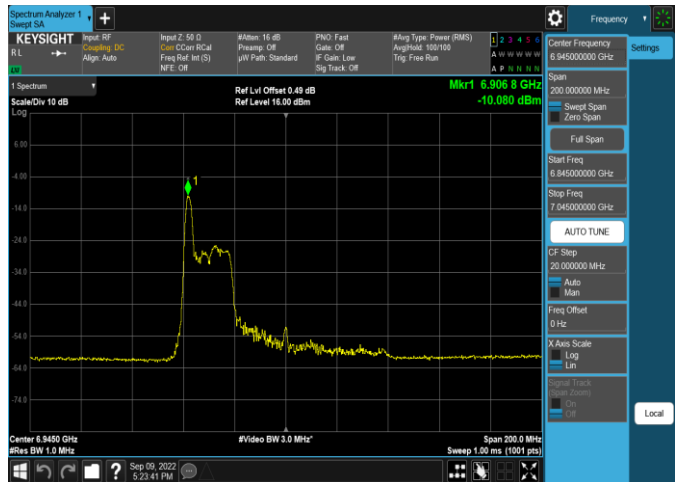 Spectrum Analyzer 1
Swept SA
+
Frequency
KEYSIGHT
RL
LW
Input: RF
Coupling: DC
Align: Auto
Input Z: 50 Ω
Corr CCorr RCal
Freq Ref: Int (S)
NFE: Off
#Atten: 16 dB
Preamp: Off
µW Path: Standard
PNO: Fast
Gate: Off
IF Gain: Low
Sig Track: Off
#Avg Type: Power (RMS)
Avg|Hold: 100/100
Trig: Free Run
1 2 3 4 5 6
A W W W W W
A P N N N N
1 Spectrum
Scale/Div 10 dB
Log
Ref Lvl Offset 0.49 dB
Ref Level 16.00 dBm
Mkr1 6.906 8 GHz
-10.080 dBm
6.00
-4.00
-14.0
-24.0
-34.0
-44.0
-54.0
-64.0
-74.0
1
Center 6.9450 GHz
#Res BW 1.0 MHz
#Video BW 3.0 MHz*
Span 200.0 MHz
Sweep 1.00 ms (1001 pts)
Sep 09, 2022
5:23:41 PM
?
Center Frequency
6.945000000 GHz
Span
200.000000 MHz
Swept Span
Zero Span
Full Span
Start Freq
6.845000000 GHz
Stop Freq
7.045000000 GHz
AUTO TUNE
CF Step
20.000000 MHz
Auto
Man
Freq Offset
0 Hz
X Axis Scale
Log
Lin
Signal Track
(Span Zoom)
On
Off
Settings
Local